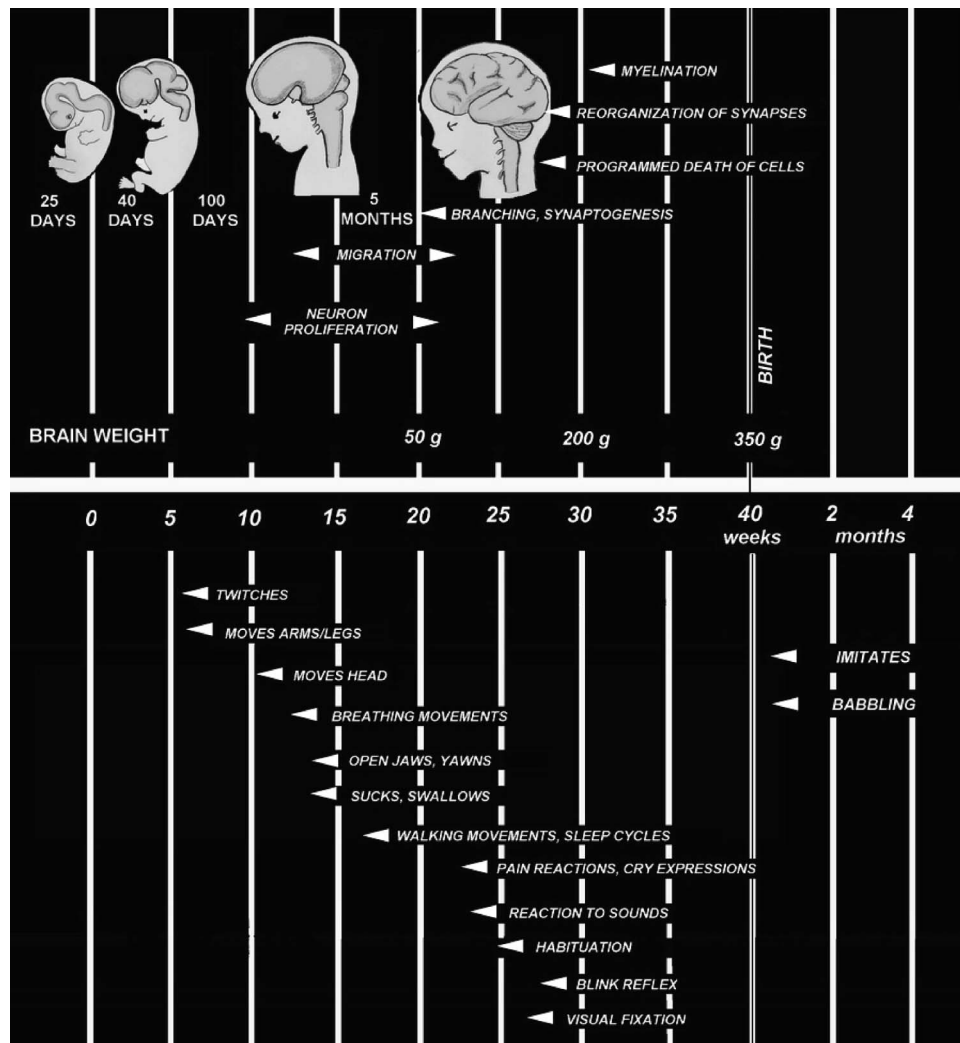 MYELINATION
REORGANIZATION OF SYNAPSES
PROGRAMMED DEATH OF CELLS
25 DAYS
40 DAYS
100 DAYS
5 MONTHS
BRANCHING, SYNAPTOGENESIS
MIGRATION
NEURON
PROLIFERATION
BIRTH
BRAIN WEIGHT 50 g 200 g 350 g
0 5 10 15 20 25 30 35 40 2 4
weeks months
TWITCHES
MOVES ARMS/LEGS
IMITATES
MOVES HEAD
BABBLING
BREATHING MOVEMENTS
OPEN JAWS, YAWNS
SUCKS, SWALLOWS
WALKING MOVEMENTS, SLEEP CYCLES
PAIN REACTIONS, CRY EXPRESSIONS
REACTION TO SOUNDS
HABITUATION
BLINK REFLEX
VISUAL FIXATION